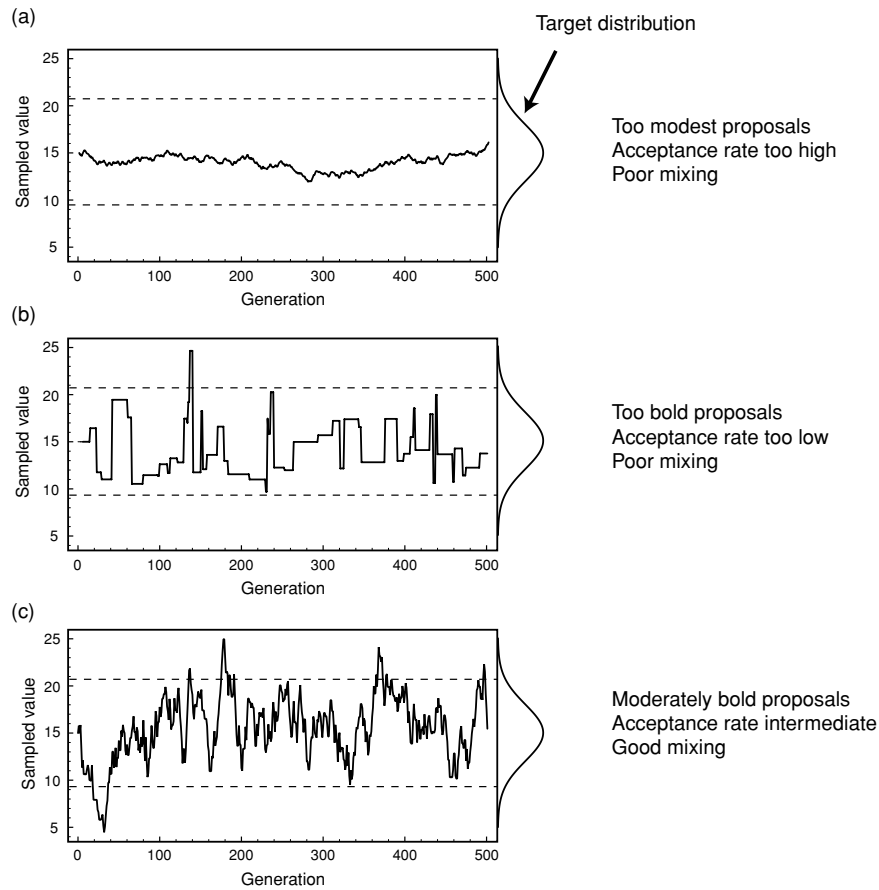 (a)
Target distribution
25
20
15
10
5
Sampled value
0 100 200 300 400 500
Generation
Too modest proposals
Acceptance rate too high
Poor mixing
(b)
25
20
15
10
5
Sampled value
0 100 200 300 400 500
Generation
Too bold proposals
Acceptance rate too low
Poor mixing
(c)
25
20
15
10
5
Sampled value
0 100 200 300 400 500
Generation
Moderately bold proposals
Acceptance rate intermediate
Good mixing